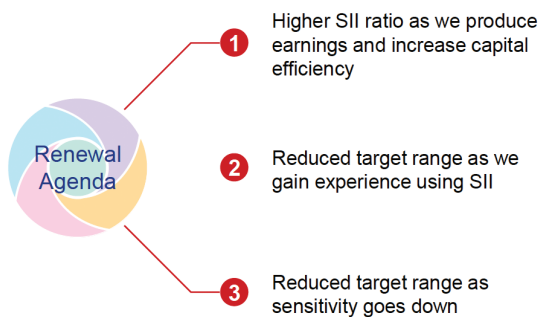 Renewal
Agenda
1
Higher SII ratio as we produce
earnings and increase capital
efficiency
2
Reduced target range as we
gain experience using SII
3
Reduced target range as
sensitivity goes down